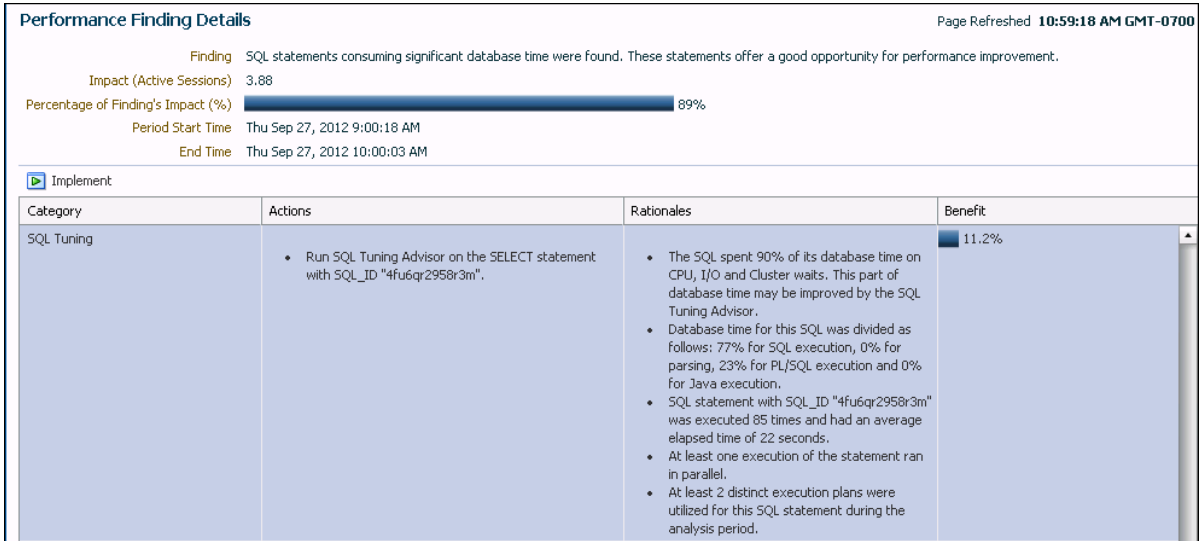 Performance Finding Details
Page Refreshed 10:59:18 AM GMT-0700
Finding SQL statements consuming significant database time were found. These statements offer a good opportunity for performance improvement.
Impact (Active Sessions) 3.88
Percentage of Finding's Impact (%) 89%
Period Start Time Thu Sep 27, 2012 9:00:18 AM
End Time Thu Sep 27, 2012 10:00:03 AM
Implement
Category Actions Rationales Benefit
SQL Tuning
• Run SQL Tuning Advisor on the SELECT statement
with SQL_ID "4fu6qr2958r3m".
• The SQL spent 90% of its database time on
CPU, I/O and Cluster waits. This part of
database time may be improved by the SQL
Tuning Advisor.
• Database time for this SQL was divided as
follows: 77% for SQL execution, 0% for
parsing, 23% for PL/SQL execution and 0%
for Java execution.
• SQL statement with SQL_ID "4fu6qr2958r3m"
was executed 85 times and had an average
elapsed time of 22 seconds.
• At least one execution of the statement ran
in parallel.
• At least 2 distinct execution plans were
utilized for this SQL statement during the
analysis period.
11.2%